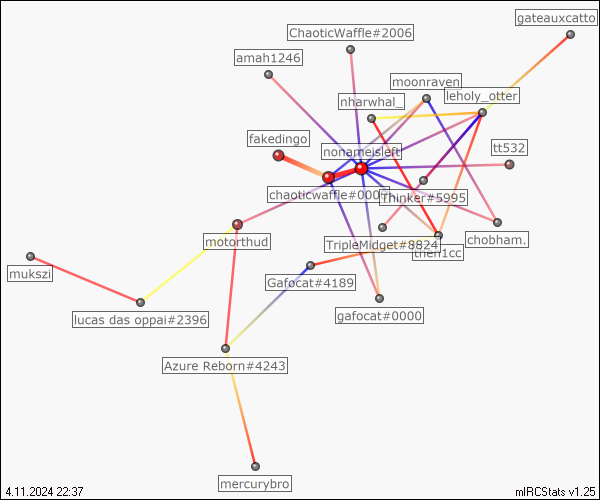 gateauxcatto
ChaoticWaffle#2006
amah1246
moonraven
leholy_otter
nharwhal_
fakedingo
nonameisleft
tt532
chaoticwaffle#0001
Thinker#5995
motorthud
TripleMidget#8824
chobham.
mukszi
Gafocat#4189
lucas das oppai#2396
gafocat#0000
Azure Reborn#4243
mercurybro
4.11.2024 22:37
mIRCStats v1.25